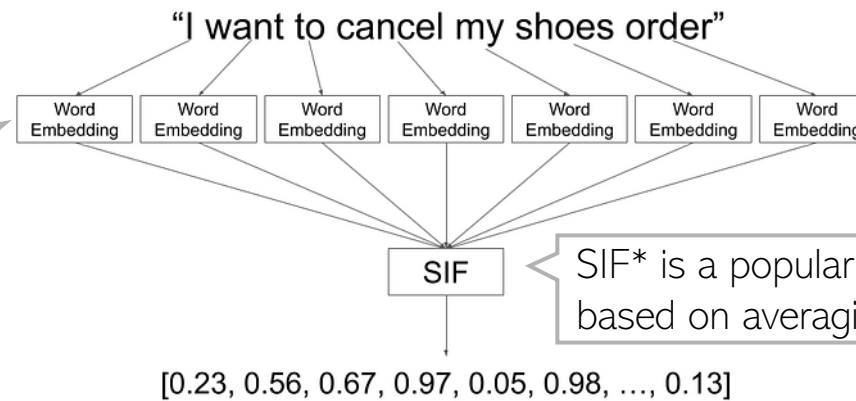 “I want to cancel my shoes order”
Word Embedding
Word Embedding
Word Embedding
Word Embedding
Word Embedding
Word Embedding
Word Embedding
SIF
SIF* is a popular
based on averagi
[0.23, 0.56, 0.67, 0.97, 0.05, 0.98, …, 0.13]